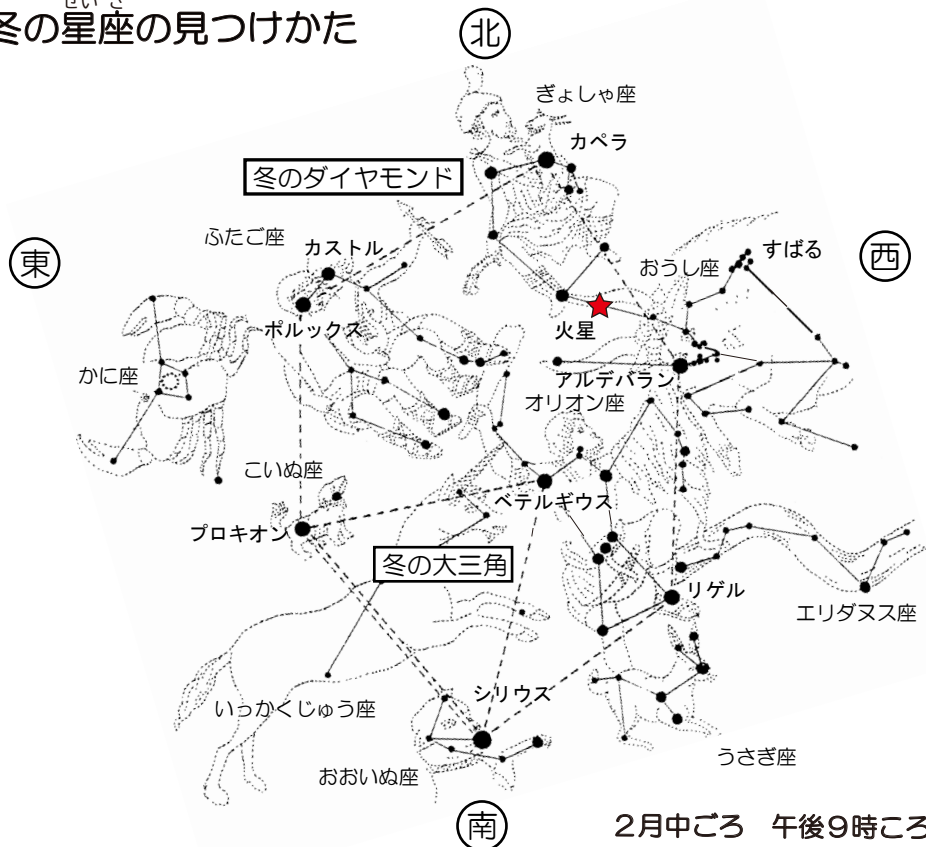 せいざ
冬の星座の見つけかた
北
ぎょしゃ座
カペラ
冬のダイヤモンド
ふたご座
カストル
東
おうし座
すばる
西
火星
ポルックス
かに座
アルデバラン
オリオン座
こいぬ座
ベテルギウス
プロキオン
冬の大三角
リゲル
エリダヌス座
シリウス
いっかくじゅう座
おおいぬ座
うさぎ座
南
2月中ごろ 午後9時ころ